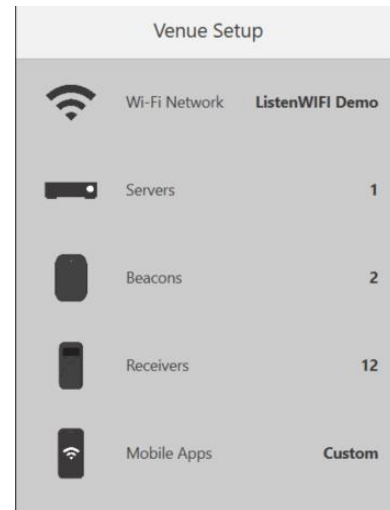 Venue Setup
Wi-Fi Network ListenWIFI Demo
Servers 1
Beacons 2
Receivers 12
Mobile Apps Custom